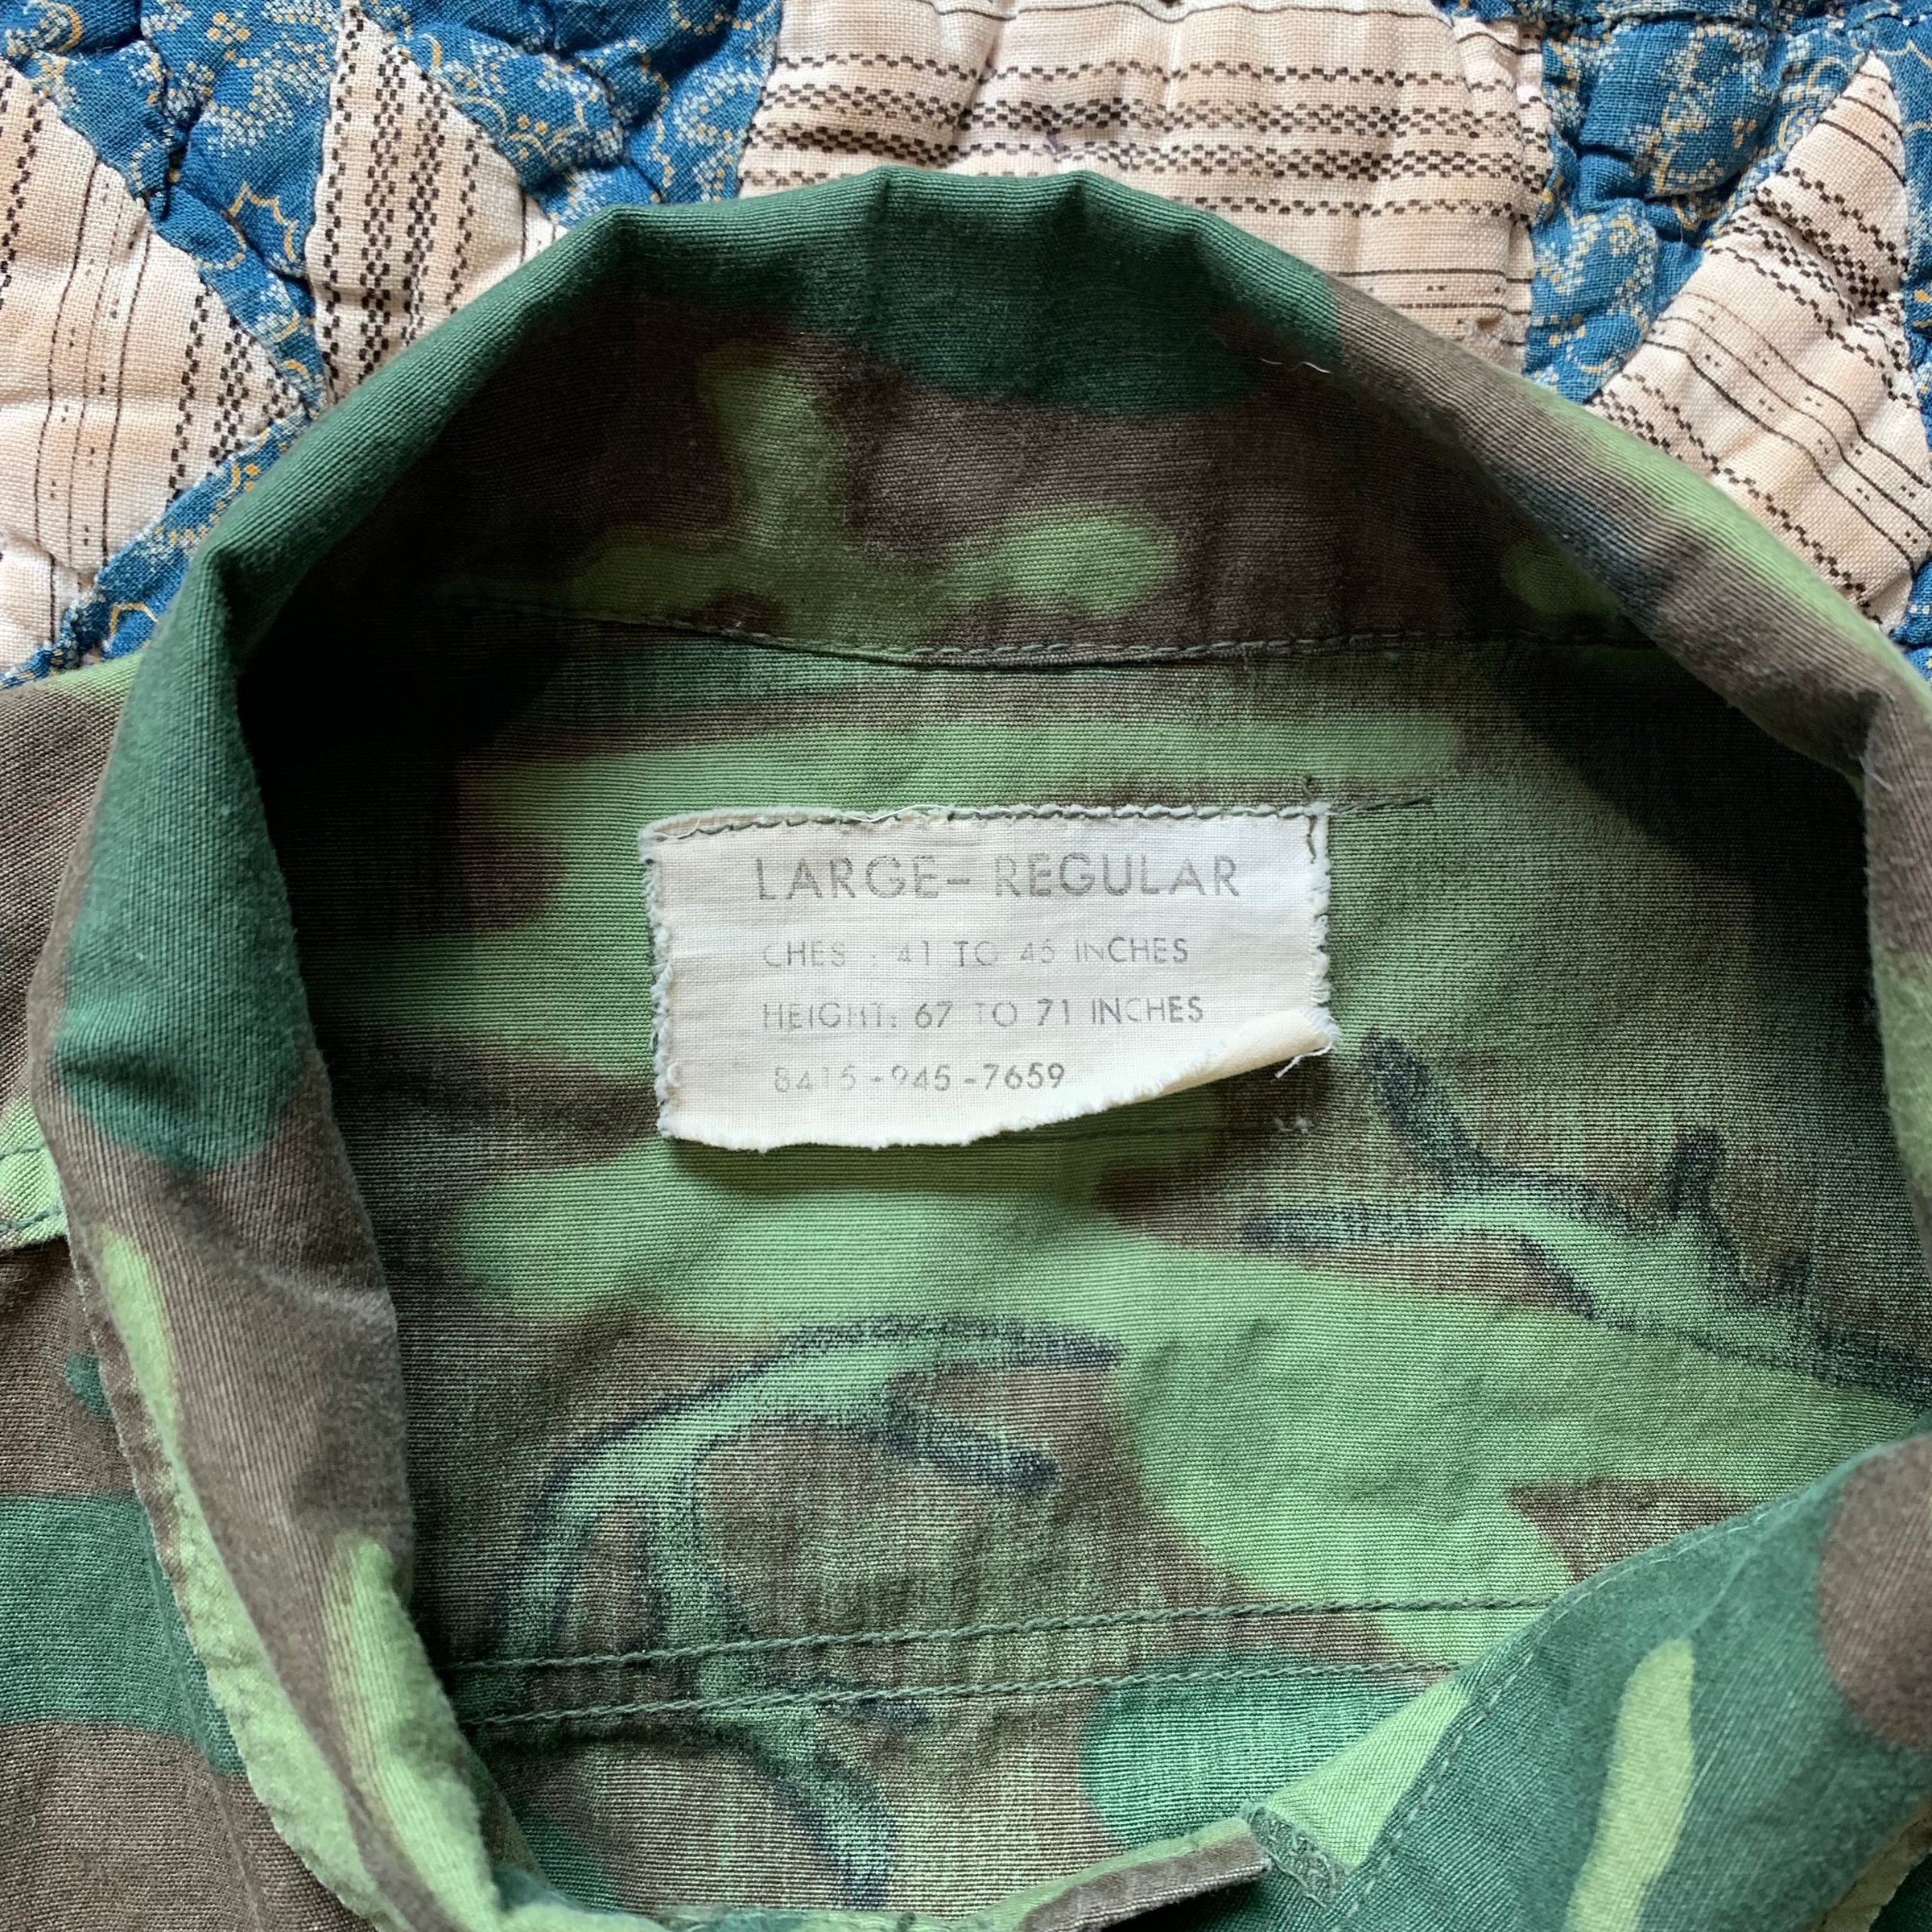 LARGE- REGULAR
CHES : 41 TO 45 INCHES
HEIGHT: 67 TO 71 INCHES
8415-945-7659